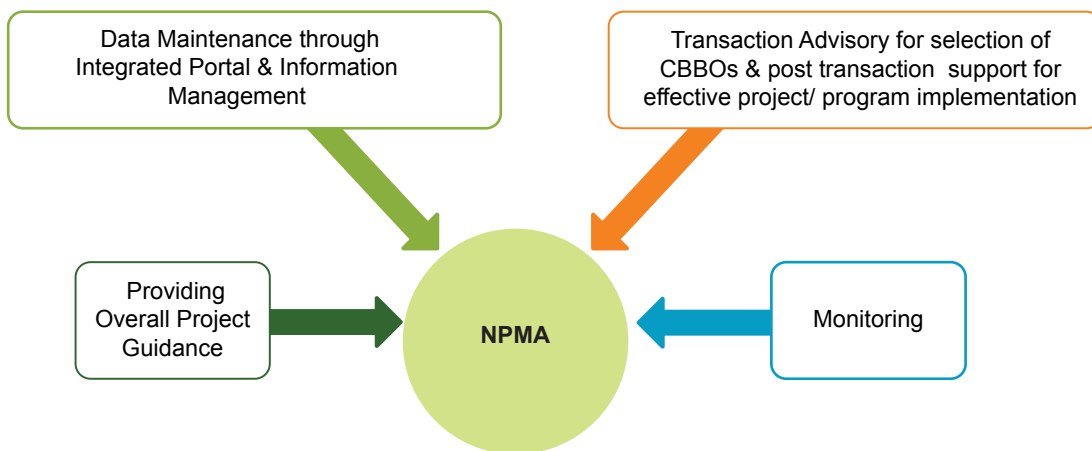 Data Maintenance through
Integrated Portal & Information
Management
Transaction Advisory for selection of
CBBOs & post transaction support for
effective project/ program implementation
Providing
Overall Project
Guidance
NPMA
Monitoring